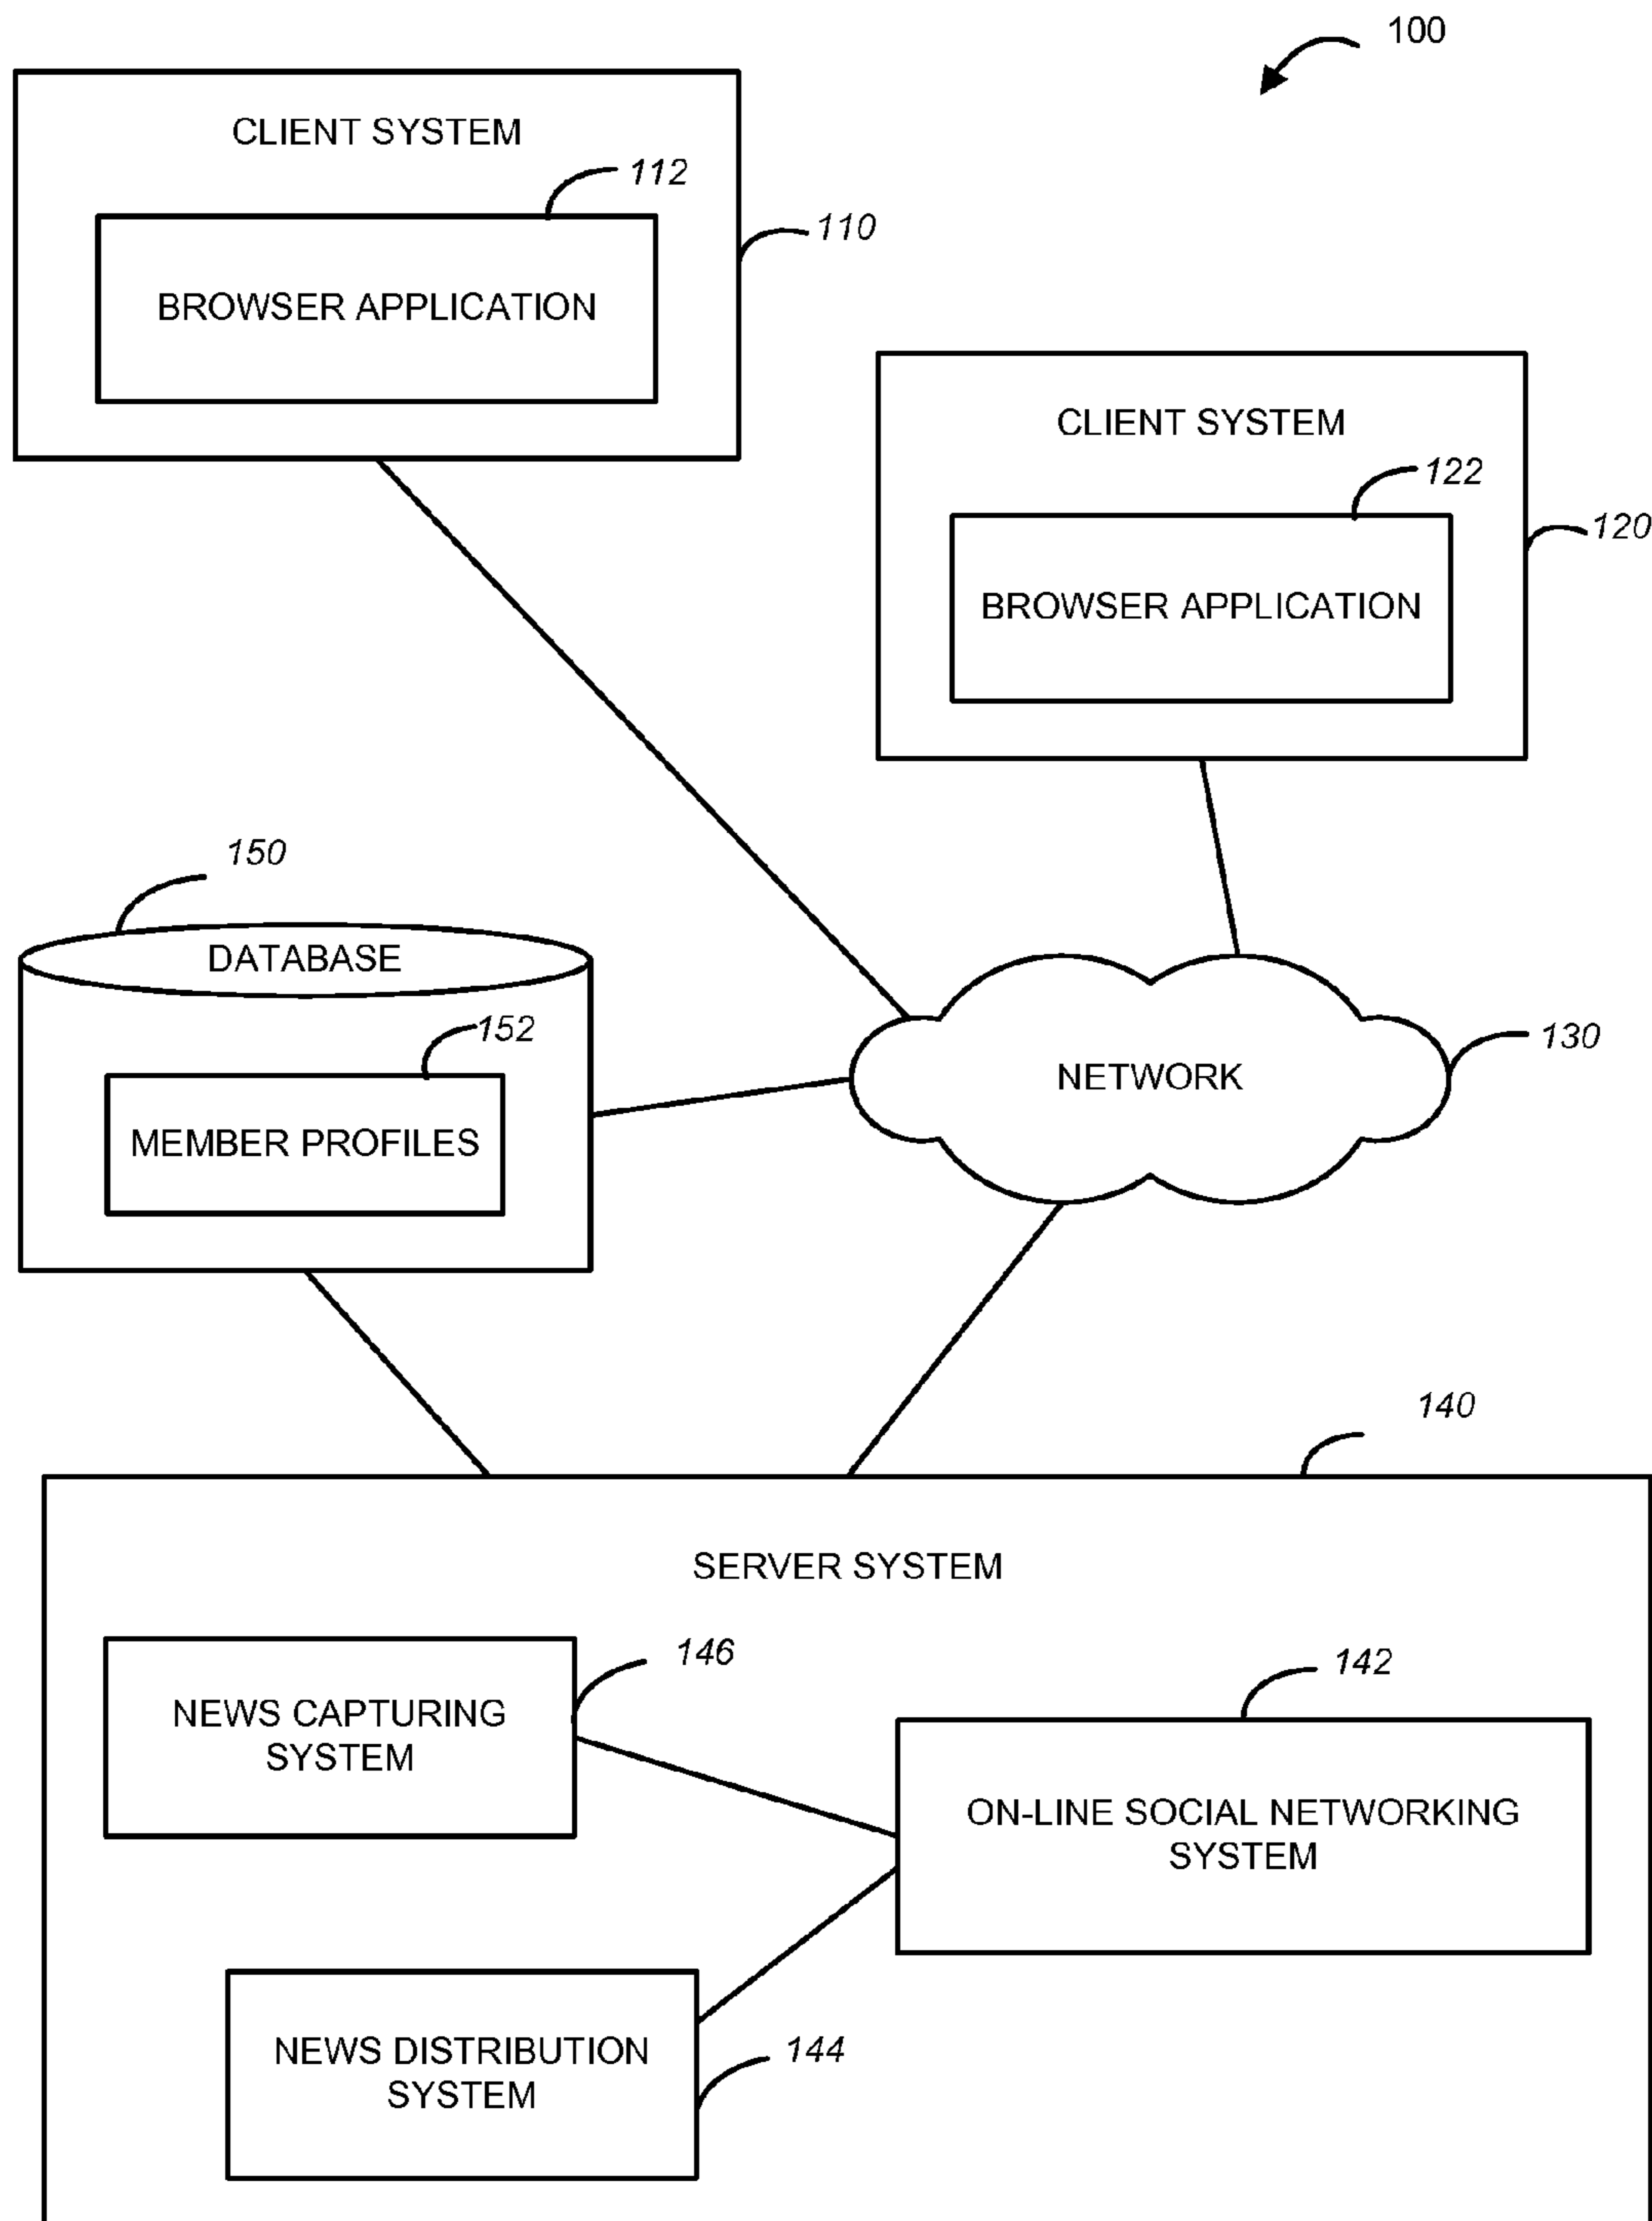 100
CLIENT SYSTEM
112
110
BROWSER APPLICATION
CLIENT SYSTEM
122
120
BROWSER APPLICATION
150
DATABASE
152
MEMBER PROFILES
130
NETWORK
140
SERVER SYSTEM
146
NEWS CAPTURING
SYSTEM
142
ON-LINE SOCIAL NETWORKING
SYSTEM
NEWS DISTRIBUTION
SYSTEM
144